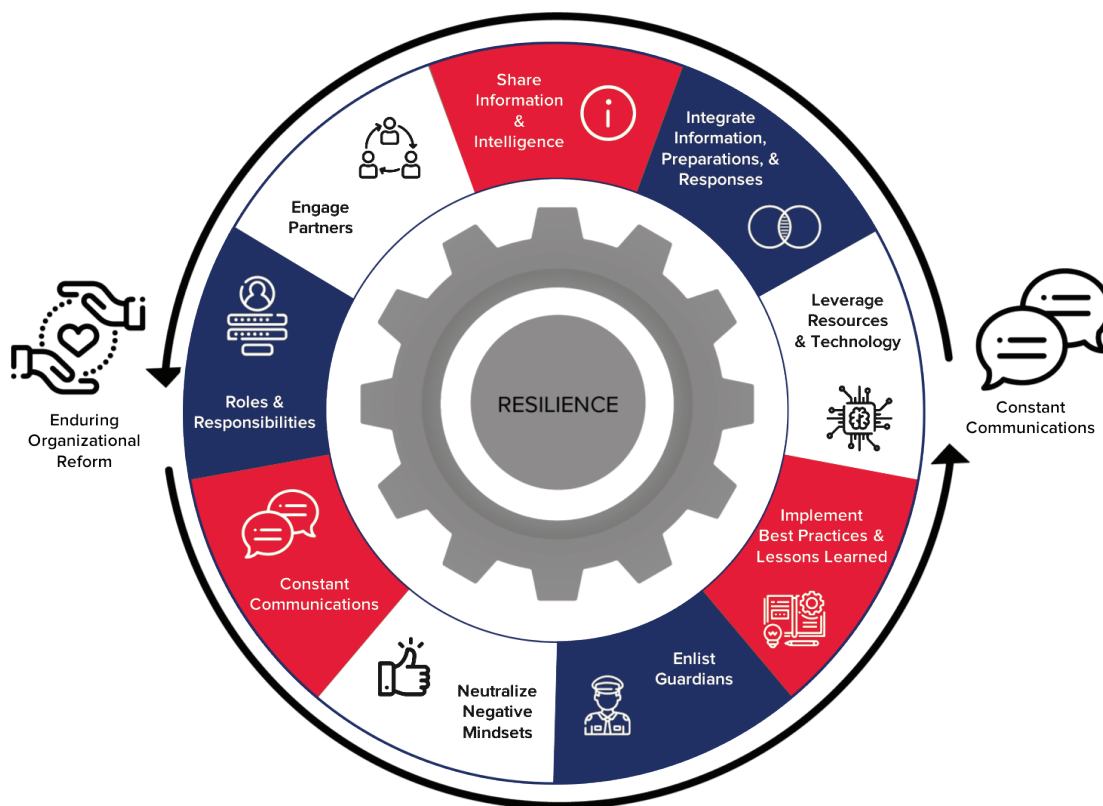 Share
Information
&
Intelligence
Integrate
Information,
Preparations, &
Responses
Leverage
Resources
& Technology
Implement
Best Practices &
Lessons Learned
Enlist
Guardians
Neutralize
Negative
Mindsets
Constant
Communications
Roles &
Responsibilities
Engage
Partners
RESILIENCE
Enduring
Organizational
Reform
Constant
Communications